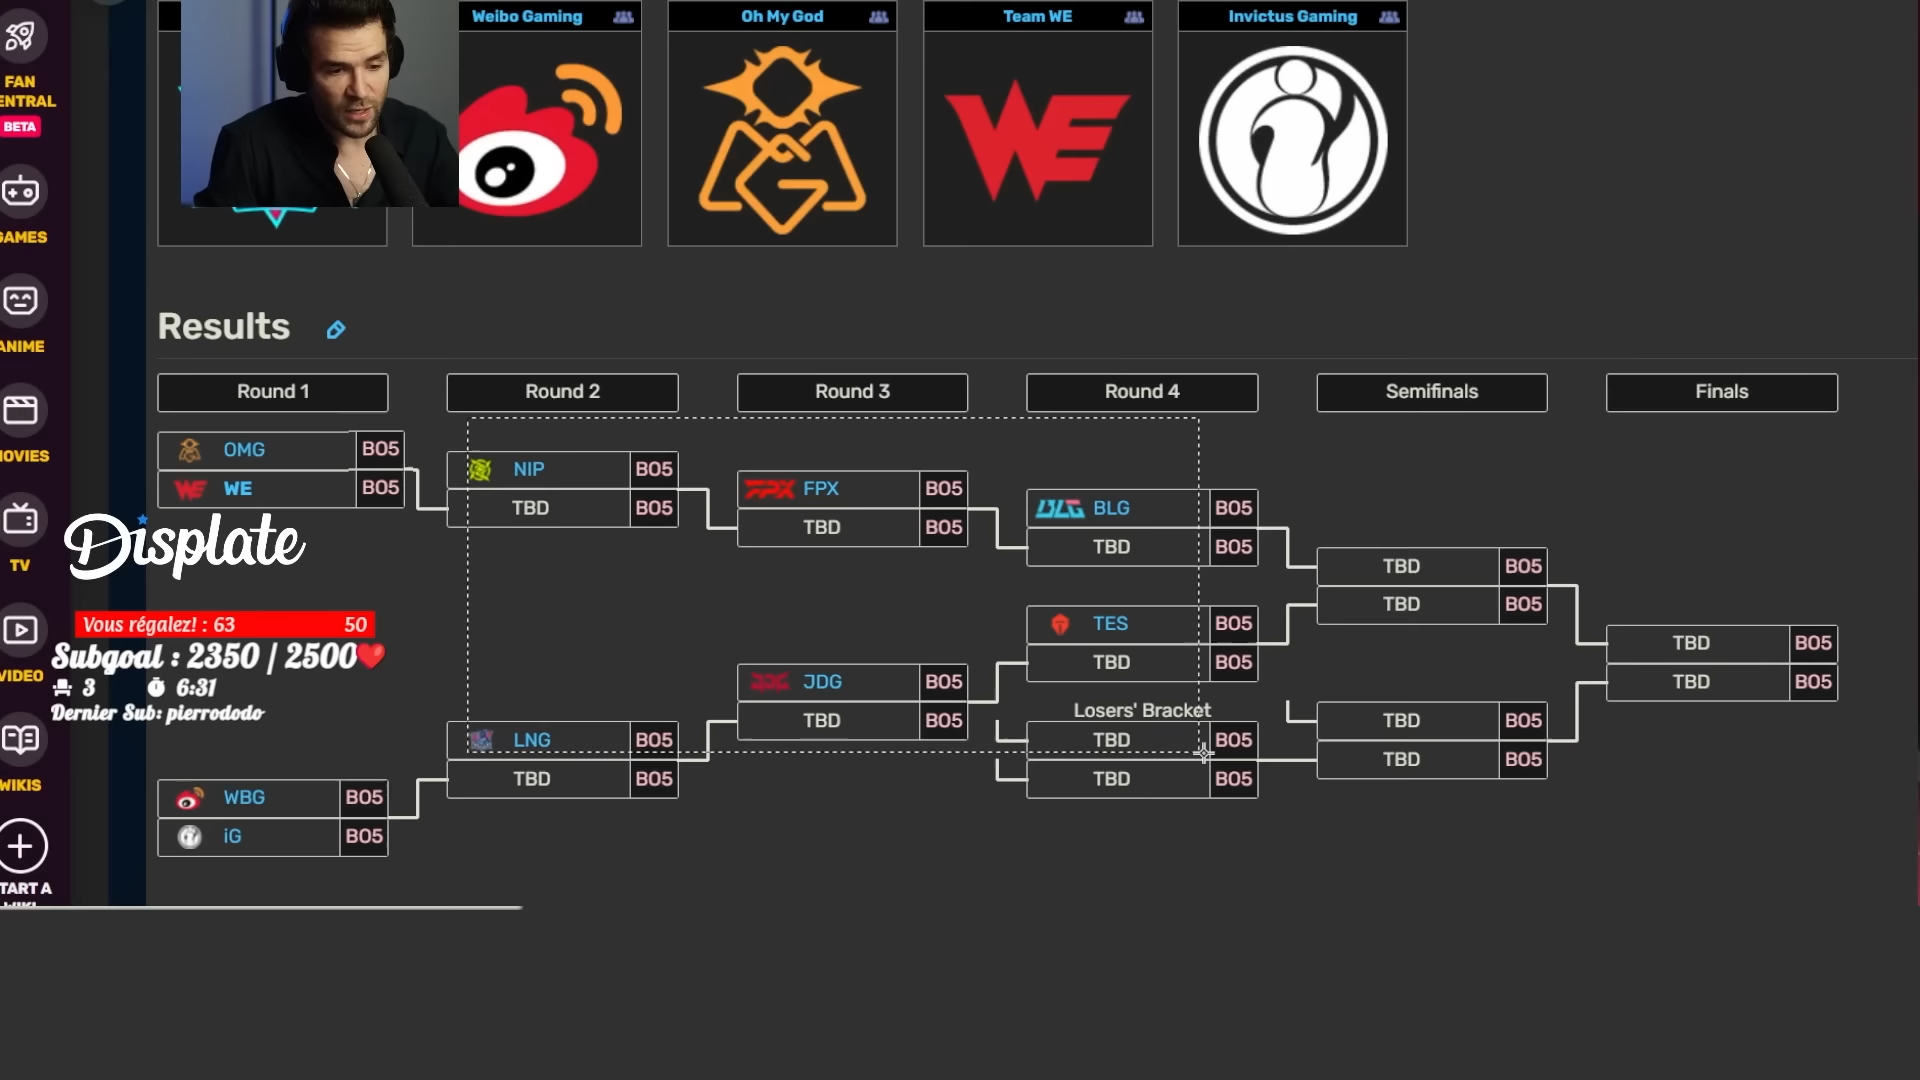 Weibo Gaming
Oh My God
Team WE
Invictus Gaming
WE
FAN
ENTRAL
BETA
GAMES
ANIME
MOVIES
TV
VIDEO
WIKIS
TART A
WIKI
Results
Round 1
Round 2
Round 3
Round 4
Semifinals
Finals
OMG BO5
WE BO5
NIP BO5
TBD BO5
FPX BO5
TBD BO5
BLG BO5
TBD BO5
TBD BO5
TBD BO5
TES BO5
TBD BO5
TBD BO5
TBD BO5
JDG BO5
TBD BO5
Losers' Bracket
TBD BO5
TBD BO5
TBD BO5
TBD BO5
LNG BO5
TBD BO5
WBG BO5
iG BO5
Displate
Vous régalez! : 63 50
Subgoal : 2350 / 2500
3 6:31
Dernier Sub: pierrododo